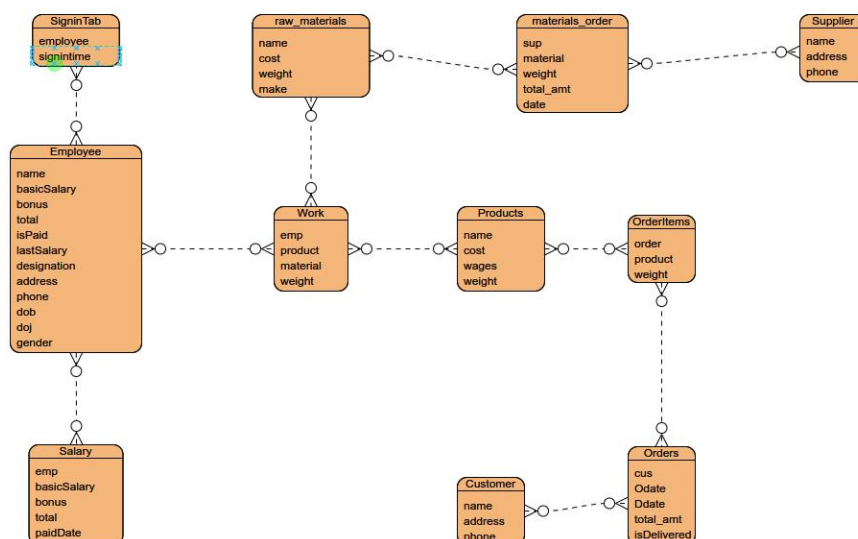 SigninTab
employee
signintime
raw_materials
name
cost
weight
make
materials_order
sup
material
weight
total_amt
date
Supplier
name
address
phone
Employee
name
basicSalary
bonus
total
isPaid
lastSalary
designation
address
phone
dob
doj
gender
Work
emp
product
material
weight
Products
name
cost
wages
weight
OrderItems
order
product
weight
Salary
emp
basicSalary
bonus
total
paidDate
Customer
name
address
phone
Orders
cus
Odate
Ddate
total_amt
isDelivered